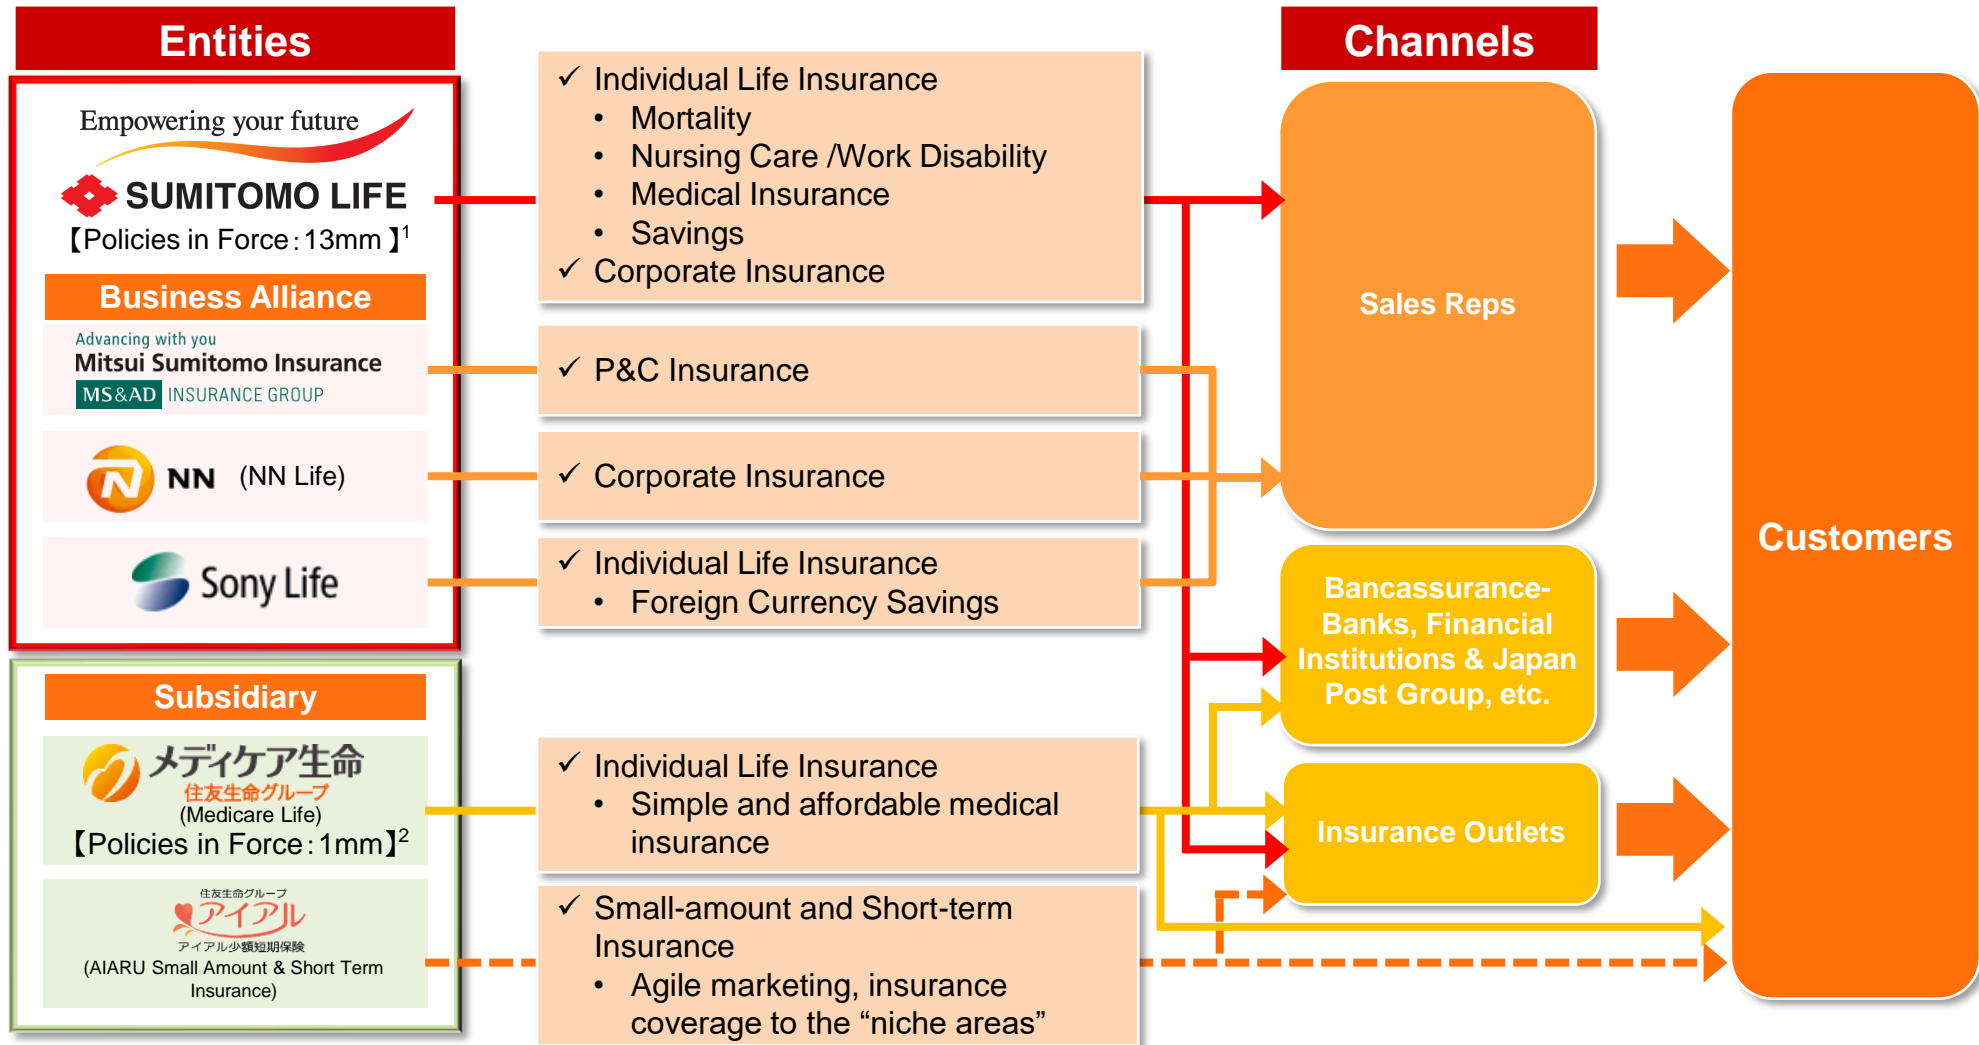 Entities
Empowering your future
SUMITOMO LIFE
【Policies in Force：13mm 】1
Business Alliance
Advancing with you
Mitsui Sumitomo Insurance
MS&AD INSURANCE GROUP
NN (NN Life)
Sony Life
Subsidiary
メディケア生命
住友生命グループ
(Medicare Life)
【Policies in Force：1mm】2
住友生命グループ
アイアル
アイアル少額短期保険
(AIARU Small Amount & Short Term
Insurance)
✓ Individual Life Insurance
• Mortality
• Nursing Care /Work Disability
• Medical Insurance
• Savings
✓ Corporate Insurance
✓ P&C Insurance
✓ Corporate Insurance
✓ Individual Life Insurance
• Foreign Currency Savings
✓ Individual Life Insurance
• Simple and affordable medical
insurance
✓ Small-amount and Short-term
Insurance
• Agile marketing, insurance
coverage to the “niche areas”
Channels
Sales Reps
Bancassurance-
Banks, Financial
Institutions & Japan
Post Group, etc.
Insurance Outlets
Customers